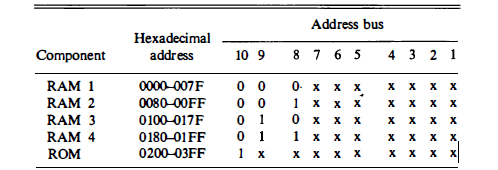 Address bus
Hexadecimal
Component address 10 9 8 7 6 5 4 3 2 1
RAM 1 0000–007F 0 0 0 x x x x x x x
RAM 2 0080–00FF 0 0 1 x x x x x x x
RAM 3 0100–017F 0 1 0 x x x x x x x
RAM 4 0180–01FF 0 1 1 x x x x x x x
ROM 0200–03FF 1 x x x x x x x x x